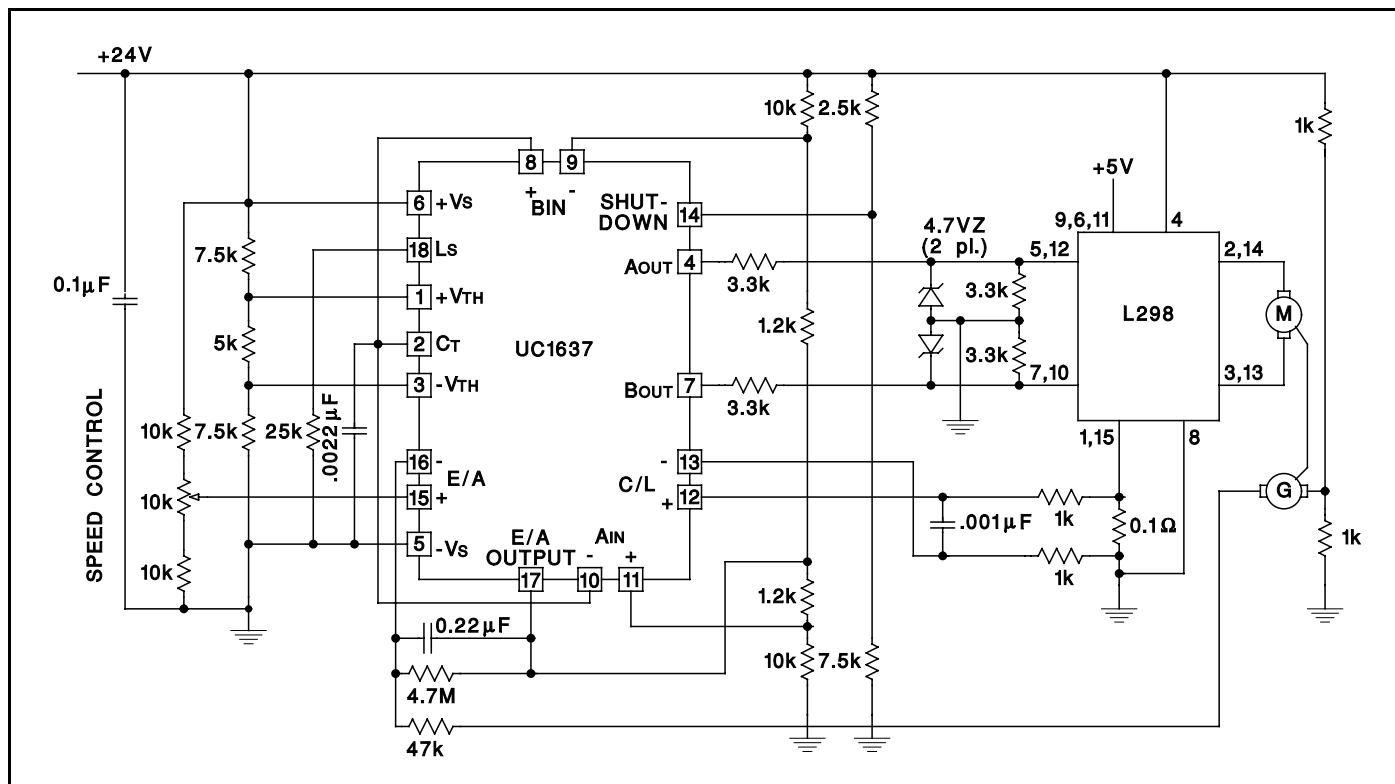 +24V
10k
2.5k
1k
8
9
+
BIN
-
+5V
6
+VS
SHUT-
DOWN
14
9,6,11
4
7.5k
18
LS
AOUT
4
3.3k
4.7VZ
(2 pl.)
5,12
2,14
0.1µF
1
+VTH
3.3k
L298
M
5k
2
CT
UC1637
1.2k
3.3k
3
-VTH
BOUT
7
3.3k
7,10
3,13
SPEED CONTROL
10k
7.5k
25k
.0022µF
1,15
8
16
-
E/A
-
13
C/L
G
10k
15
+
+
12
1k
.001µF
0.1Ω
1k
10k
5
-VS
E/A
OUTPUT
AIN
-
+
1k
17
10
11
1.2k
0.22µF
10k
7.5k
4.7M
47k